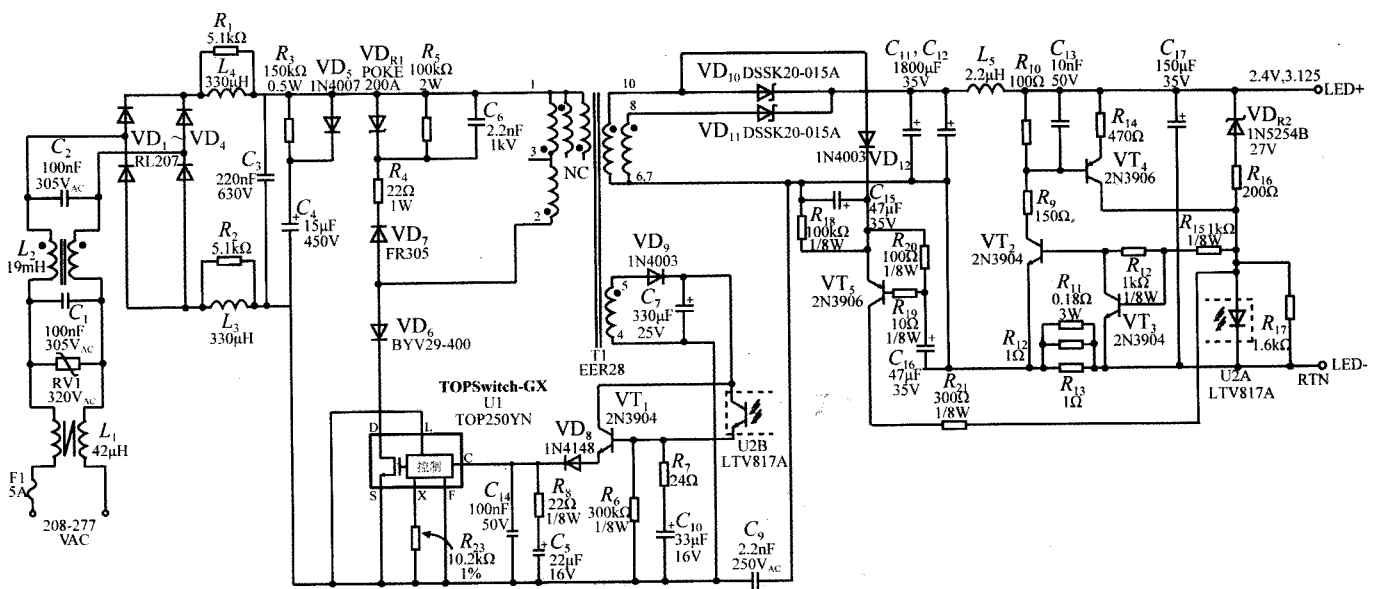 R1
5.1kΩ
L4
330μH
R3
150kΩ
0.5W
VD5
1N4007
VDR1
POKE
200A
R5
100kΩ
2W
C6
2.2nF
1kV
1
3
2
NC
10
8
6,7
VD10 DSSK20-015A
VD11 DSSK20-015A
1N4003
VD12
C11, C12
1800μF
35V
L5
2.2μH
R10
100Ω
C13
10nF
50V
C17
150μF
35V
2.4V,3.125
LED+
R14
470Ω
VT4
2N3906
VDR2
1N5254B
27V
R16
200Ω
VD1~VD4
RL207
C2
100nF
305VAC
C3
220nF
630V
C4
15μF
450V
R4
22Ω
1W
VD7
FR305
L2
19mH
R2
5.1kΩ
L3
330μH
C1
100nF
305VAC
RV1
320VAC
L1
42μH
F1
5A
208-277
VAC
VD6
BYV29-400
TOPSwitch-GX
U1
TOP250YN
D
L
控制
C
S
X
F
R23
10.2kΩ
1%
C14
100nF
50V
R8
22Ω
1/8W
C5
22μF
16V
VD8
1N4148
VT1
2N3904
R6
300kΩ
1/8W
R7
24Ω
C10
33μF
16V
U2B
LTV817A
C9
2.2nF
250VAC
VD9
1N4003
5
4
C7
330μF
25V
T1
EER28
R18
100kΩ
1/8W
C15
47μF
35V
VT5
2N3906
R20
100Ω
1/8W
R19
10Ω
1/8W
C16
47μF
35V
R21
300Ω
1/8W
R9
150Ω
VT2
2N3904
R12
1kΩ
1/8W
R15 1kΩ
1/8W
R11
0.18Ω
3W
R12
1Ω
R13
1Ω
VT3
2N3904
R17
1.6kΩ
U2A
LTV817A
RTN
LED-